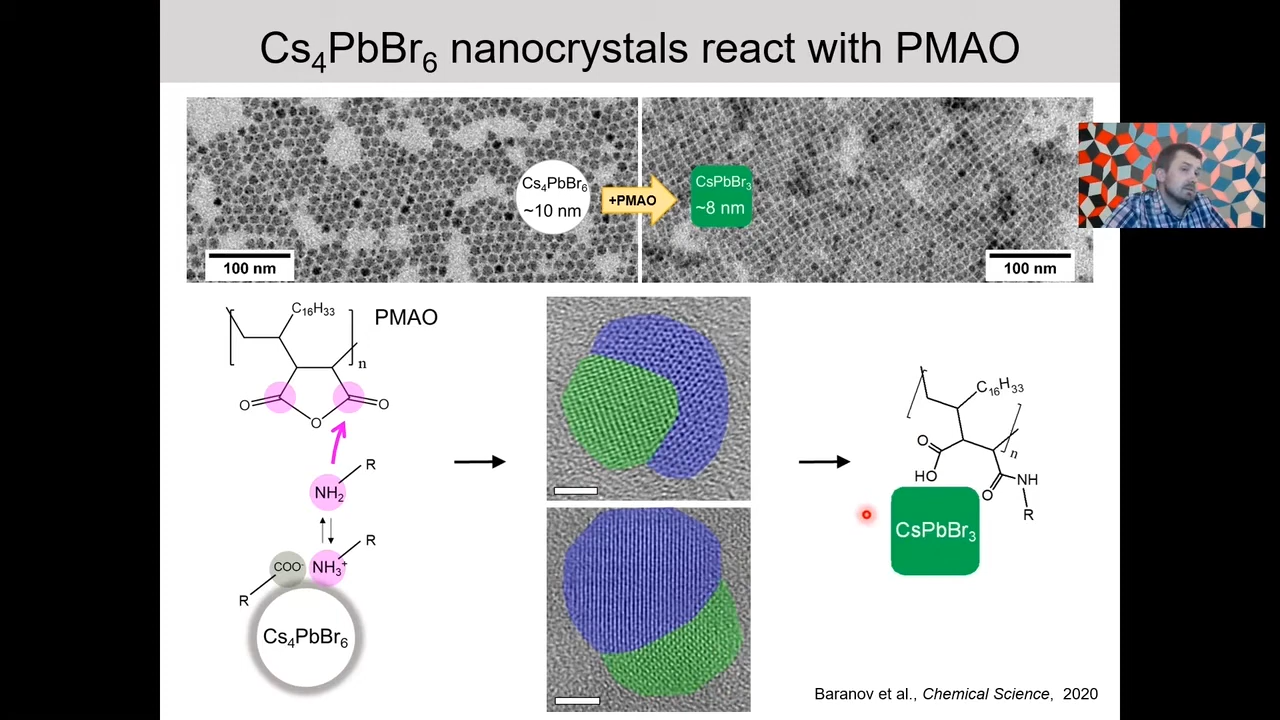 Cs₄PbBr₆ nanocrystals react with PMAO
Cs₄PbBr₆
~10 nm
+PMAO
CsPbBr₃
~8 nm
100 nm
100 nm
C₁₆H₃₃
PMAO
n
O
O
O
R
NH₂
R
COO⁻
NH₃⁺
R
Cs₄PbBr₆
C₁₆H₃₃
n
O
HO
O
NH
R
CsPbBr₃
Baranov et al., Chemical Science, 2020